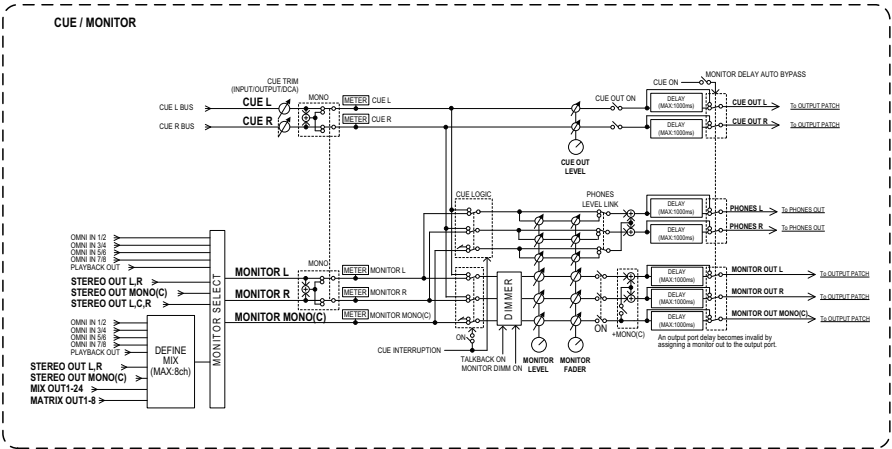 CUE / MONITOR
CUE TRIM
(INPUT/OUTPUT/DCA)
MONO
CUE L BUS
CUE L
METER CUE L
CUE R BUS
CUE R
METER CUE R
CUE OUT LEVEL
CUE OUT ON
CUE ON
MONITOR DELAY AUTO BYPASS
DELAY
(MAX:1000ms)
CUE OUT L
To OUTPUT PATCH
DELAY
(MAX:1000ms)
CUE OUT R
To OUTPUT PATCH
CUE LOGIC
PHONES
LEVEL LINK
DELAY
(MAX:1000ms)
PHONES L
To PHONES OUT
DELAY
(MAX:1000ms)
PHONES R
To PHONES OUT
OMNI IN 1/2
OMNI IN 3/4
OMNI IN 5/6
OMNI IN 7/8
PLAYBACK OUT
STEREO OUT L,R
STEREO OUT MONO(C)
STEREO OUT L,C,R
OMNI IN 1/2
OMNI IN 3/4
OMNI IN 5/6
OMNI IN 7/8
PLAYBACK OUT
STEREO OUT L,R
STEREO OUT MONO(C)
MIX OUT1-24
MATRIX OUT1-8
DEFINE
MIX
(MAX:8ch)
MONITOR SELECT
MONO
MONITOR L
METER MONITOR L
MONITOR R
METER MONITOR R
MONITOR MONO(C)
METER MONITOR MONO(C)
ON
CUE INTERRUPTION
DIMMER
TALKBACK ON
MONITOR DIMM ON
MONITOR
LEVEL
MONITOR
FADER
ON
+MONO(C)
DELAY
(MAX:1000ms)
MONITOR OUT L
To OUTPUT PATCH
DELAY
(MAX:1000ms)
MONITOR OUT R
To OUTPUT PATCH
DELAY
(MAX:1000ms)
MONITOR OUT MONO(C)
To OUTPUT PATCH
An output port delay becomes invalid by
assigning a monitor out to the output port.